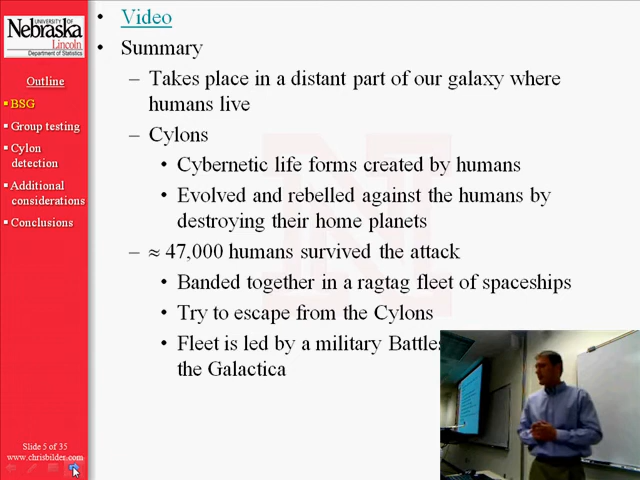 UNIVERSITY OF
Nebraska
Lincoln
Department of Statistics
Outline
BSG
Group testing
Cylon
detection
Additional
considerations
Conclusions
Slide 5 of 35
www.chrisbilder.com
• Video
• Summary
– Takes place in a distant part of our galaxy where
humans live
– Cylons
• Cybernetic life forms created by humans
• Evolved and rebelled against the humans by
destroying their home planets
– ≈ 47,000 humans survived the attack
• Banded together in a ragtag fleet of spaceships
• Try to escape from the Cylons
• Fleet is led by a military Battles
the Galactica